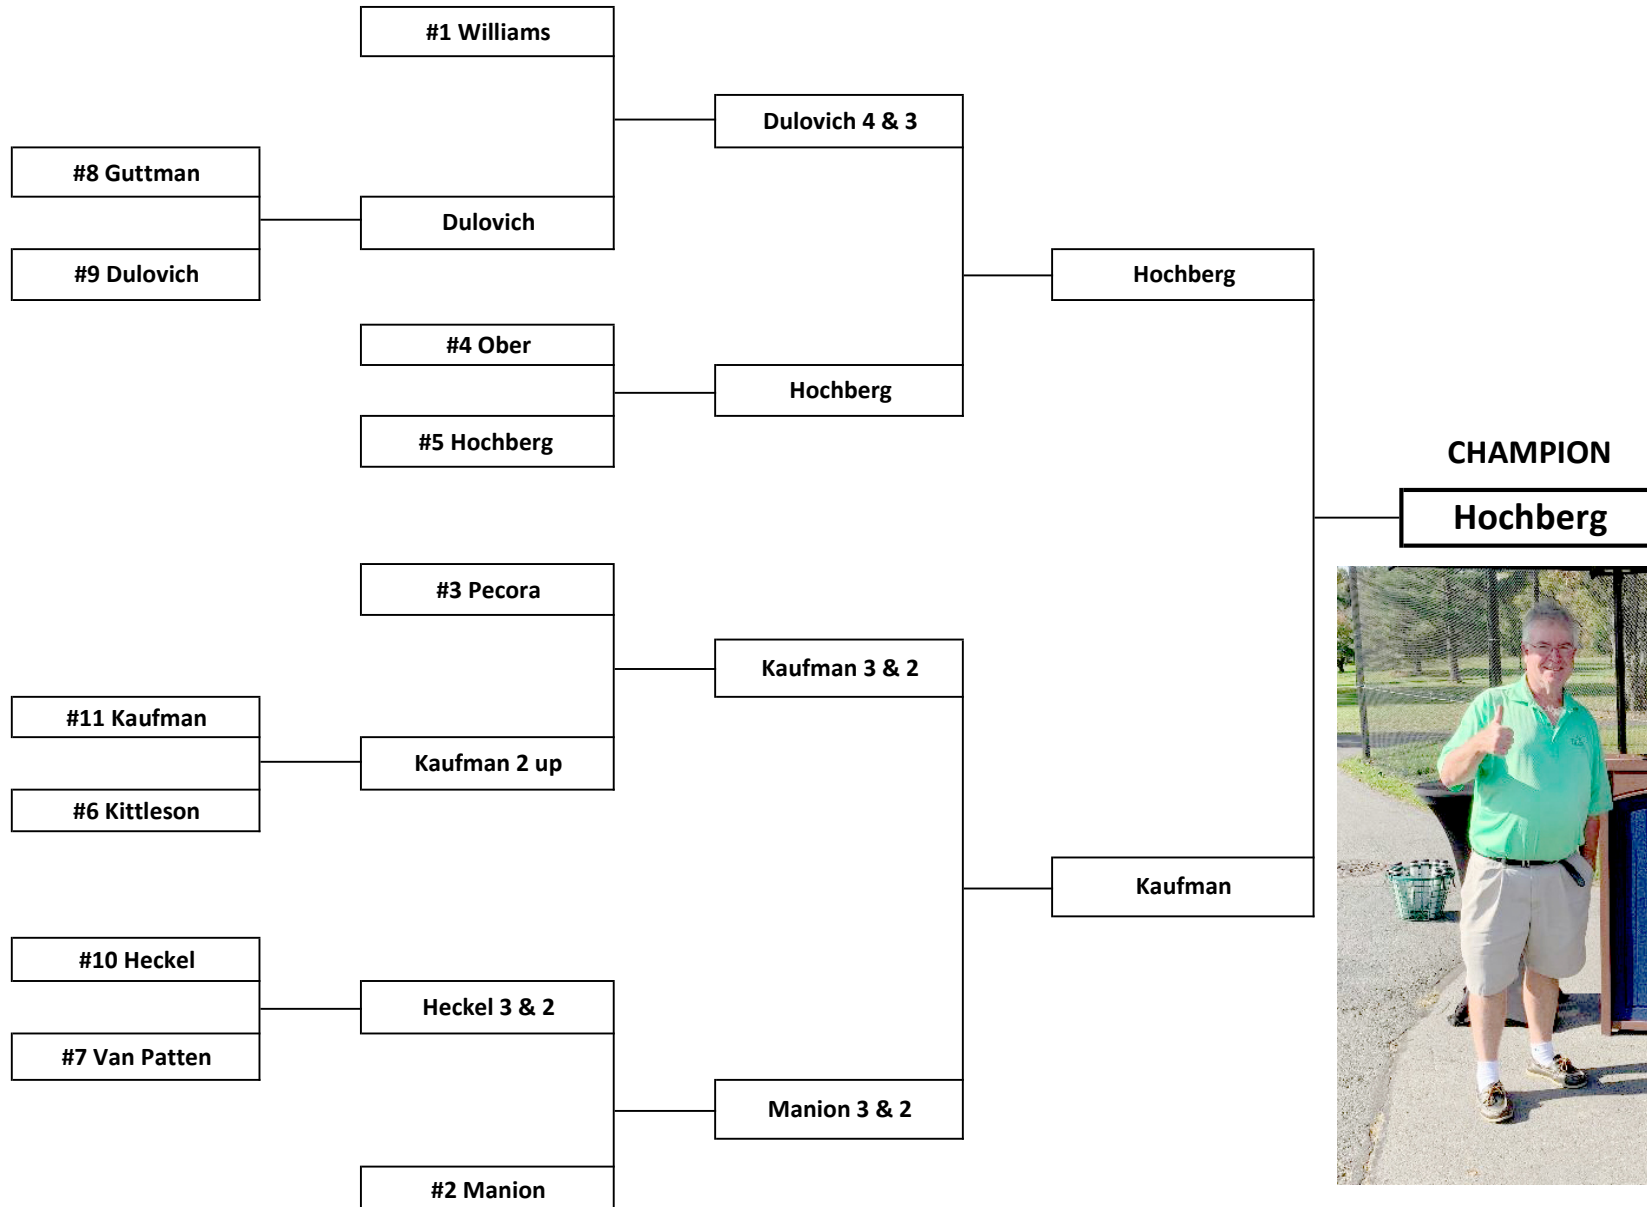 #1 Williams
Dulovich 4 & 3
#8 Guttman
Dulovich
#9 Dulovich
Hochberg
#4 Ober
Hochberg
#5 Hochberg
CHAMPION
Hochberg
#3 Pecora
Kaufman 3 & 2
#11 Kaufman
Kaufman 2 up
#6 Kittleson
Kaufman
#10 Heckel
Heckel 3 & 2
#7 Van Patten
Manion 3 & 2
#2 Manion